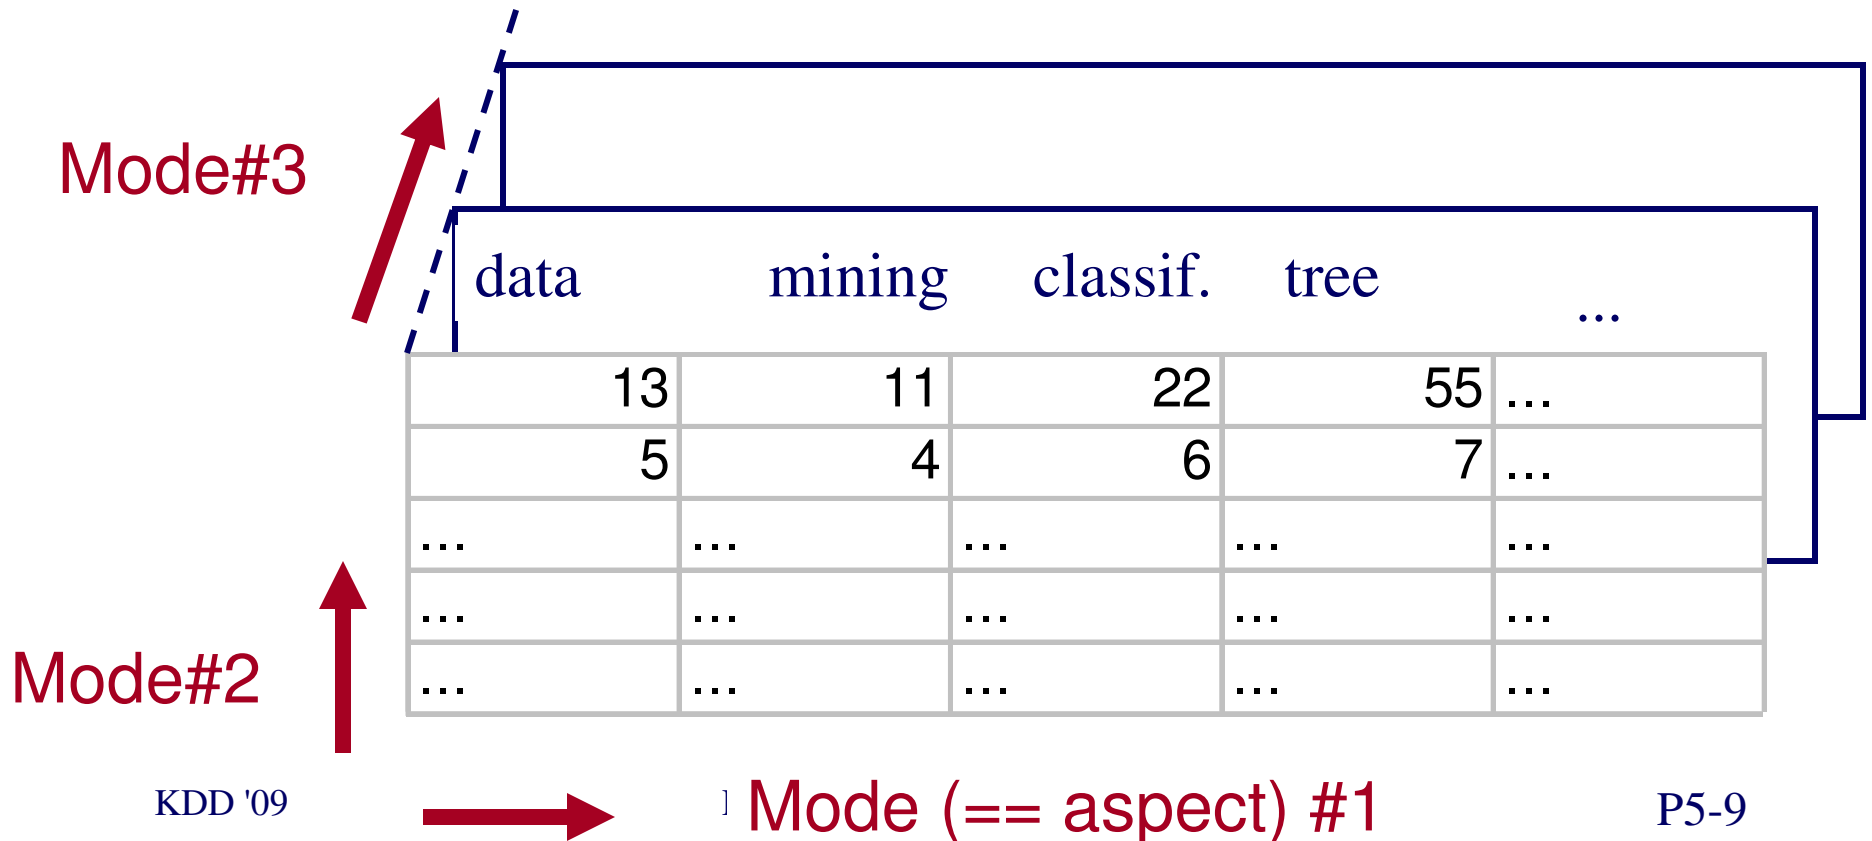 Mode#3
data mining classif. tree ...
13 11 22 55 ...
5 4 6 7 ...
... ... ... ... ...
... ... ... ... ...
... ... ... ... ...
Mode#2
KDD '09 Mode (== aspect) #1 P5-9